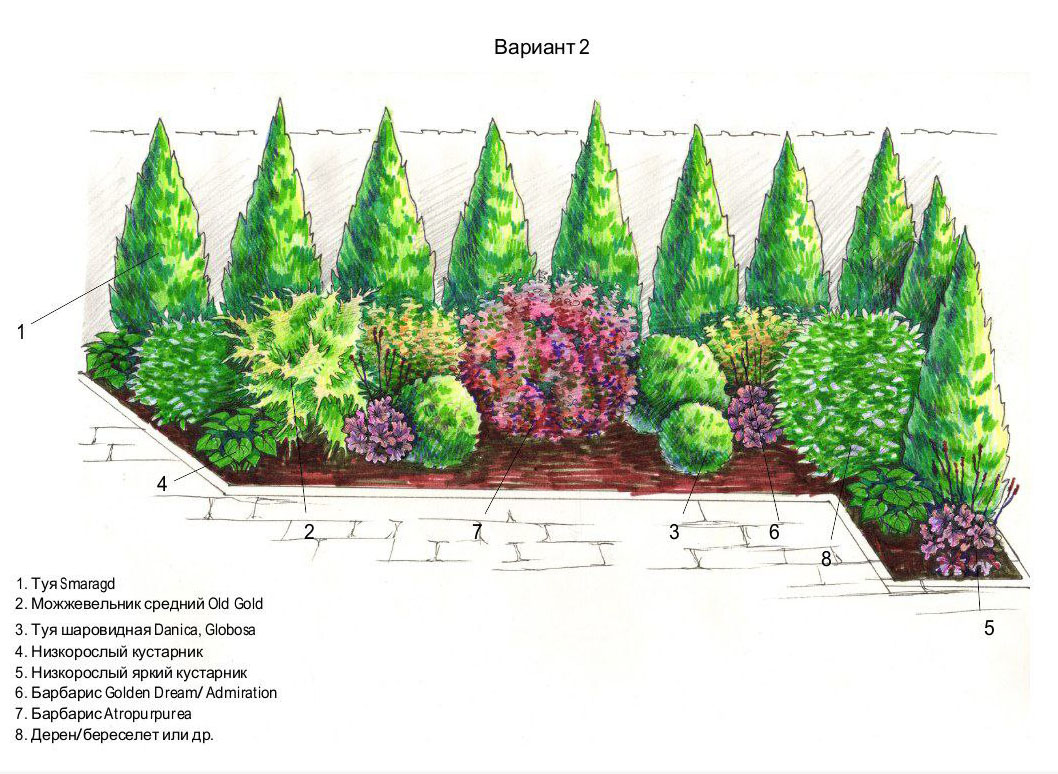 Вариант 2
1
4
2
7
3
6
8
5
1. Туя Smaragd
2. Можжевельник средний Old Gold
3. Туя шаровидная Danica, Globosa
4. Низкорослый кустарник
5. Низкорослый яркий кустарник
6. Барбарис Golden Dream/ Admiration
7. Барбарис Atropurpurea
8. Дерен/береселет или др.